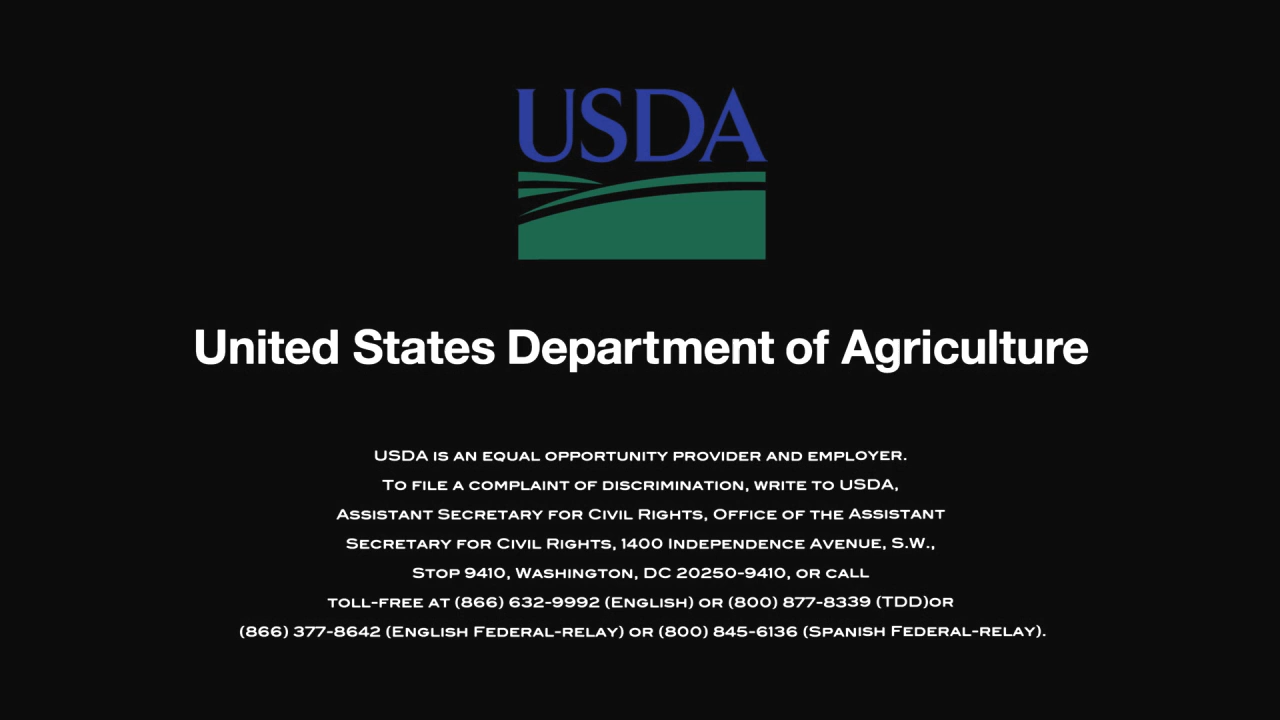 USDA
United States Department of Agriculture
USDA is an equal opportunity provider and employer.
To file a complaint of discrimination, write to USDA,
Assistant Secretary for Civil Rights, Office of the Assistant
Secretary for Civil Rights, 1400 Independence Avenue, S.W.,
Stop 9410, Washington, DC 20250-9410, or call
toll-free at (866) 632-9992 (English) or (800) 877-8339 (TDD)or
(866) 377-8642 (English Federal-relay) or (800) 845-6136 (Spanish Federal-relay).